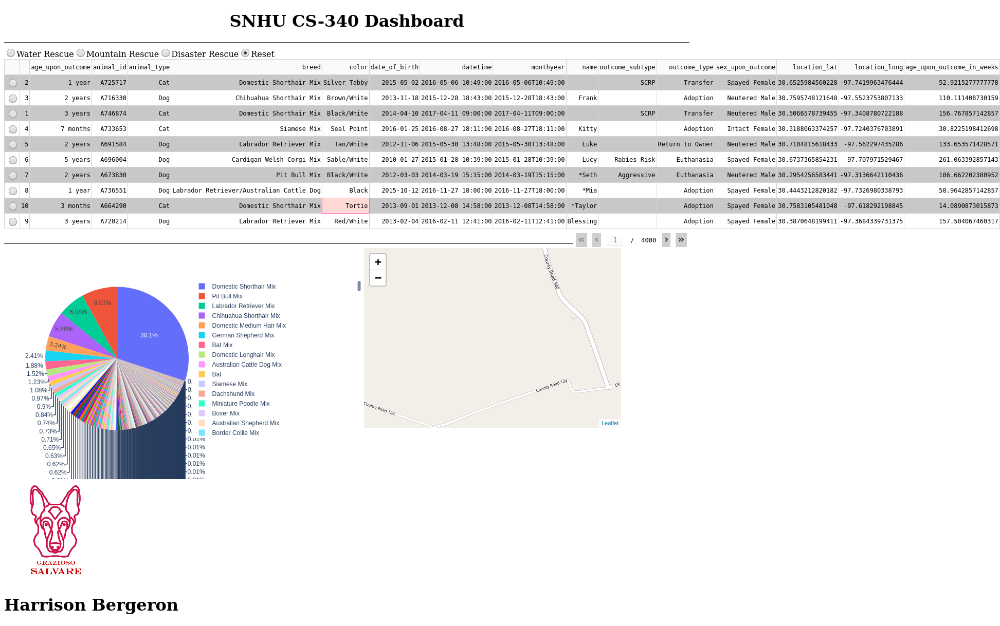 SNHU CS-340 Dashboard
Water Rescue Mountain Rescue Disaster Rescue Reset
age_upon_outcome animal_id animal_type breed color date_of_birth datetime monthyear name outcome_subtype outcome_type sex_upon_outcome location_lat location_long age_upon_outcome_in_weeks
2 1 year A725717 Cat Domestic Shorthair Mix Silver Tabby 2015-05-02 2016-05-06 10:49:00 2016-05-06T10:49:00 SCRP Transfer Spayed Female 30.6525984560228 -97.7419963476444 52.9215277777778
3 2 years A716330 Dog Chihuahua Shorthair Mix Brown/White 2013-11-18 2015-12-28 18:43:00 2015-12-28T18:43:00 Frank Adoption Neutered Male 30.7595748121648 -97.5523753807133 110.111408730159
1 3 years A746874 Cat Domestic Shorthair Mix Black/White 2014-04-10 2017-04-11 09:00:00 2017-04-11T09:00:00 SCRP Transfer Neutered Male 30.5066578739455 -97.3408780722188 156.767857142857
4 7 months A733653 Cat Siamese Mix Seal Point 2016-01-25 2016-08-27 18:11:00 2016-08-27T18:11:00 Kitty Adoption Intact Female 30.3188063374257 -97.7240376703891 30.8225198412698
5 2 years A691584 Dog Labrador Retriever Mix Tan/White 2012-11-06 2015-05-30 13:48:00 2015-05-30T13:48:00 Luke Return to Owner Neutered Male 30.7104815618433 -97.562297435286 133.653571428571
6 5 years A696004 Dog Cardigan Welsh Corgi Mix Sable/White 2010-01-27 2015-01-28 10:39:00 2015-01-28T10:39:00 Lucy Rabies Risk Euthanasia Spayed Female 30.6737365854231 -97.707971529467 261.063392857143
7 2 years A673830 Dog Pit Bull Mix Black/White 2012-03-03 2014-03-19 15:15:00 2014-03-19T15:15:00 *Seth Aggressive Euthanasia Neutered Male 30.2954256583441 -97.3136642110436 106.662202380952
8 1 year A736551 Dog Labrador Retriever/Australian Cattle Dog Black 2015-10-12 2016-11-27 18:00:00 2016-11-27T18:00:00 *Mia Adoption Spayed Female 30.4443212820182 -97.7326980338793 58.9642857142857
10 3 months A664290 Cat Domestic Shorthair Mix Tortie 2013-09-01 2013-12-08 14:58:00 2013-12-08T14:58:00 *Taylor Adoption Spayed Female 30.7583105481048 -97.618292198845 14.0890873015873
9 3 years A720214 Dog Labrador Retriever Mix Red/White 2013-02-04 2016-02-11 12:41:00 2016-02-11T12:41:00 Blessing Adoption Spayed Female 30.3870648199411 -97.3684339731375 157.504067460317
1 / 4000
30.1%
8.01%
6.08%
5.88%
3.24%
2.41%
1.88%
1.52%
1.23%
1.08%
0.97%
0.9%
0.84%
0.74%
0.73%
0.71%
0.65%
0.63%
0.62%
0.62%
0.
0.
0.
0.
0.
0.
0.
0.01%
0.01%
0.01%
0.01%
0.01%
Domestic Shorthair Mix
Pit Bull Mix
Labrador Retriever Mix
Chihuahua Shorthair Mix
Domestic Medium Hair Mix
German Shepherd Mix
Bat Mix
Domestic Longhair Mix
Australian Cattle Dog Mix
Bat
Siamese Mix
Dachshund Mix
Miniature Poodle Mix
Boxer Mix
Australian Shepherd Mix
Border Collie Mix
+
−
County Road 340
County Road 124
CR
County Road 124
Leaflet
GRAZIOSO
SALVARE
Harrison Bergeron